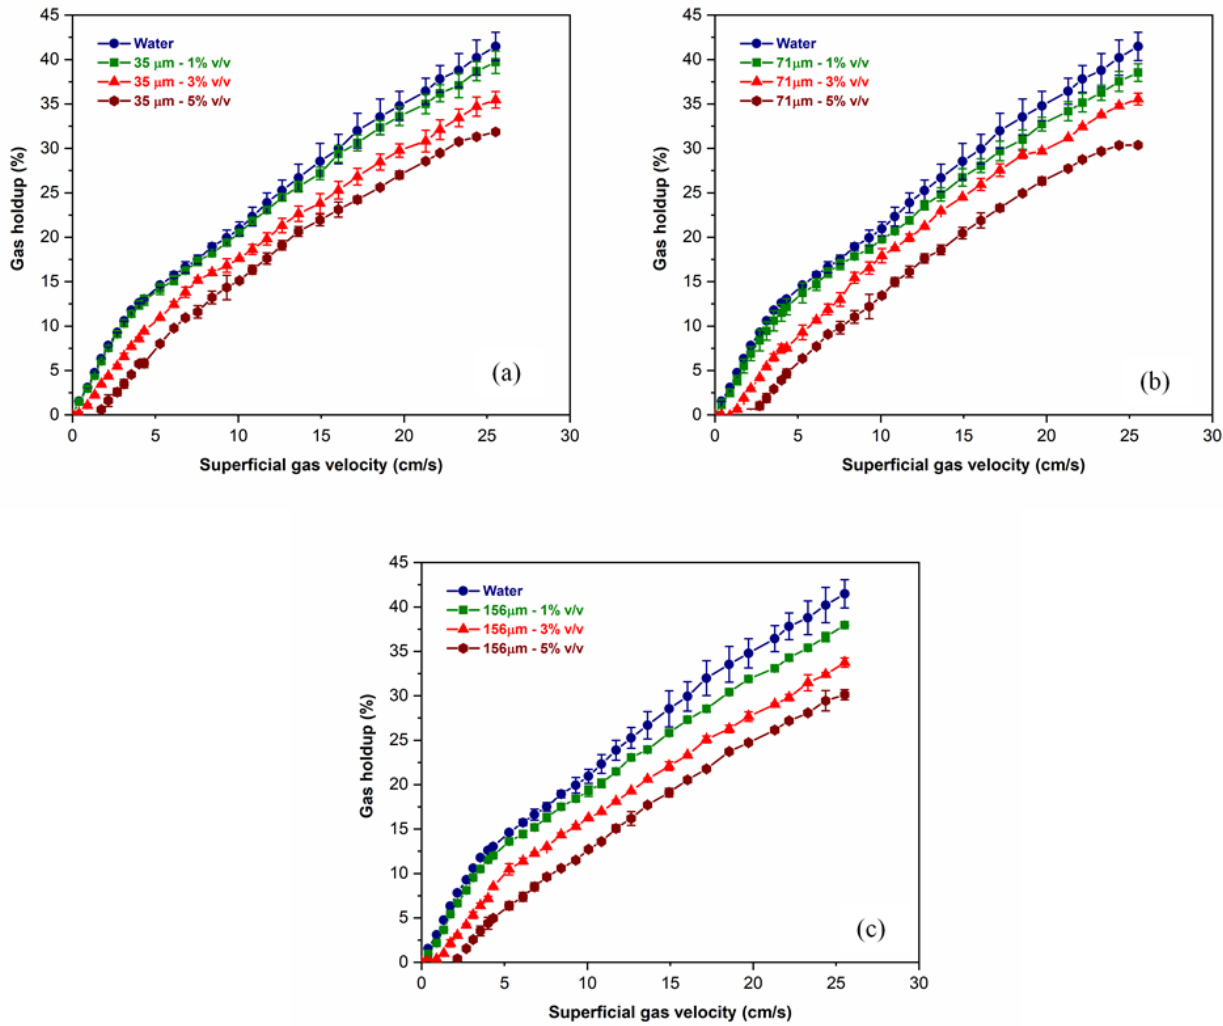 45
40
35
30
25
20
15
10
5
0
Gas holdup (%)
Water
35 μm - 1% v/v
35 μm - 3% v/v
35 μm - 5% v/v
(a)
0 5 10 15 20 25 30
Superficial gas velocity (cm/s)
45
40
35
30
25
20
15
10
5
0
Gas holdup (%)
Water
71μm - 1% v/v
71μm - 3% v/v
71μm - 5% v/v
(b)
0 5 10 15 20 25 30
Superficial gas velocity (cm/s)
45
40
35
30
25
20
15
10
5
0
Gas holdup (%)
Water
156μm - 1% v/v
156μm - 3% v/v
156μm - 5% v/v
(c)
0 5 10 15 20 25 30
Superficial gas velocity (cm/s)